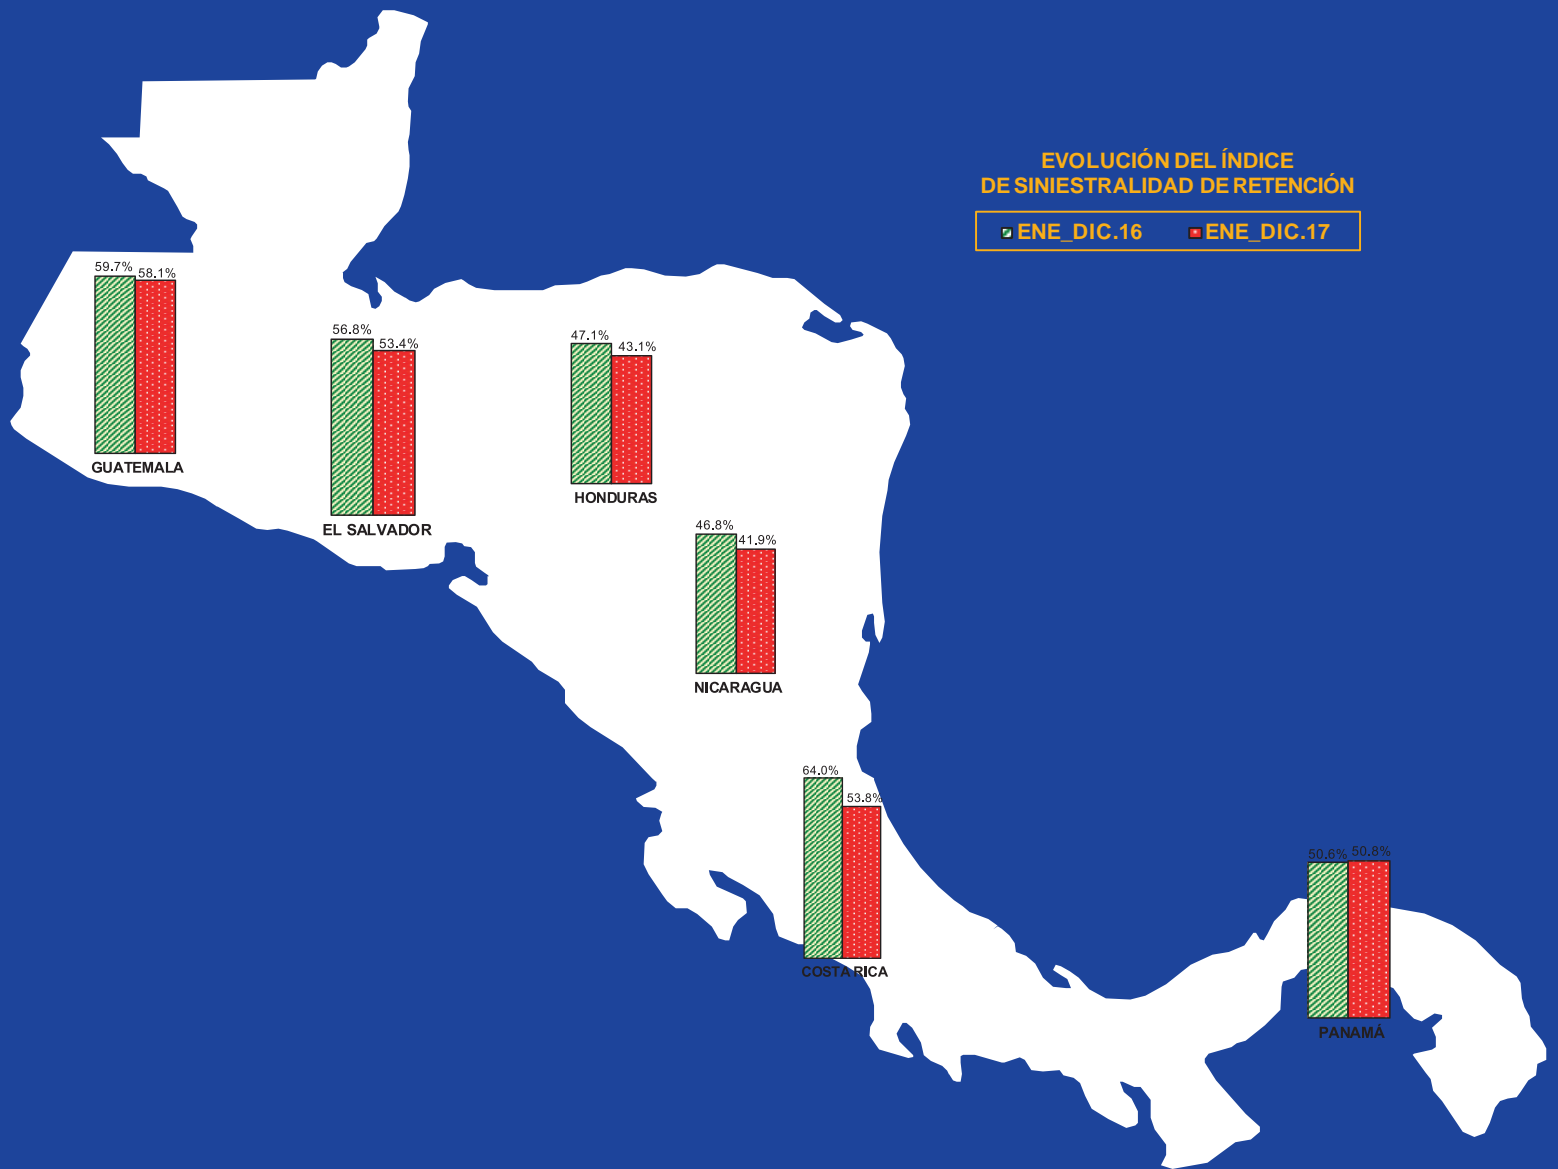 EVOLUCIÓN DEL ÍNDICE
DE SINIESTRALIDAD DE RETENCIÓN
ENE_DIC.16 ENE_DIC.17
59.7% 58.1%
GUATEMALA
56.8% 53.4%
EL SALVADOR
47.1% 43.1%
HONDURAS
46.8% 41.9%
NICARAGUA
64.0% 53.8%
COSTA RICA
50.6% 50.8%
PANAMÁ